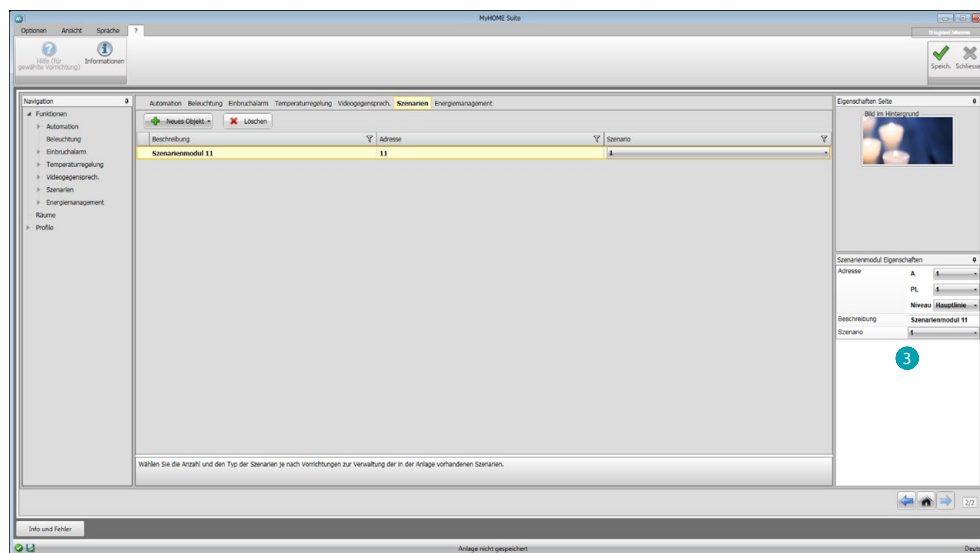 MyHOME Suite
Optionen Ansicht Sprache ?
Hilfe (für gewählte Vorrichtung)
Informationen
Speich. Schliesse
Navigation
Funktionen
Automation
Beleuchtung
Einbruchalarm
Temperaturregelung
Videogegensprech.
Szenarien
Energiemanagement
Räume
Profile
Automation Beleuchtung Einbruchalarm Temperaturregelung Videogegensprech. Szenarien Energiemanagement
Neues Objekt Löschen
Beschreibung Adresse Szenario
Szenarienmodul 11 11 1
Wählen Sie die Anzahl und den Typ der Szenarien je nach Vorrichtungen zur Verwaltung der in der Anlage vorhandenen Szenarien.
Eigenschaften Seite
Bild im Hintergrund
Szenarienmodul Eigenschaften
Adresse A 1
PL 1
Niveau Hauptlinie
Beschreibung Szenarienmodul 11
Szenario 1
3
2/2
Info und Fehler
Anlage nicht gespeichert
Deuts